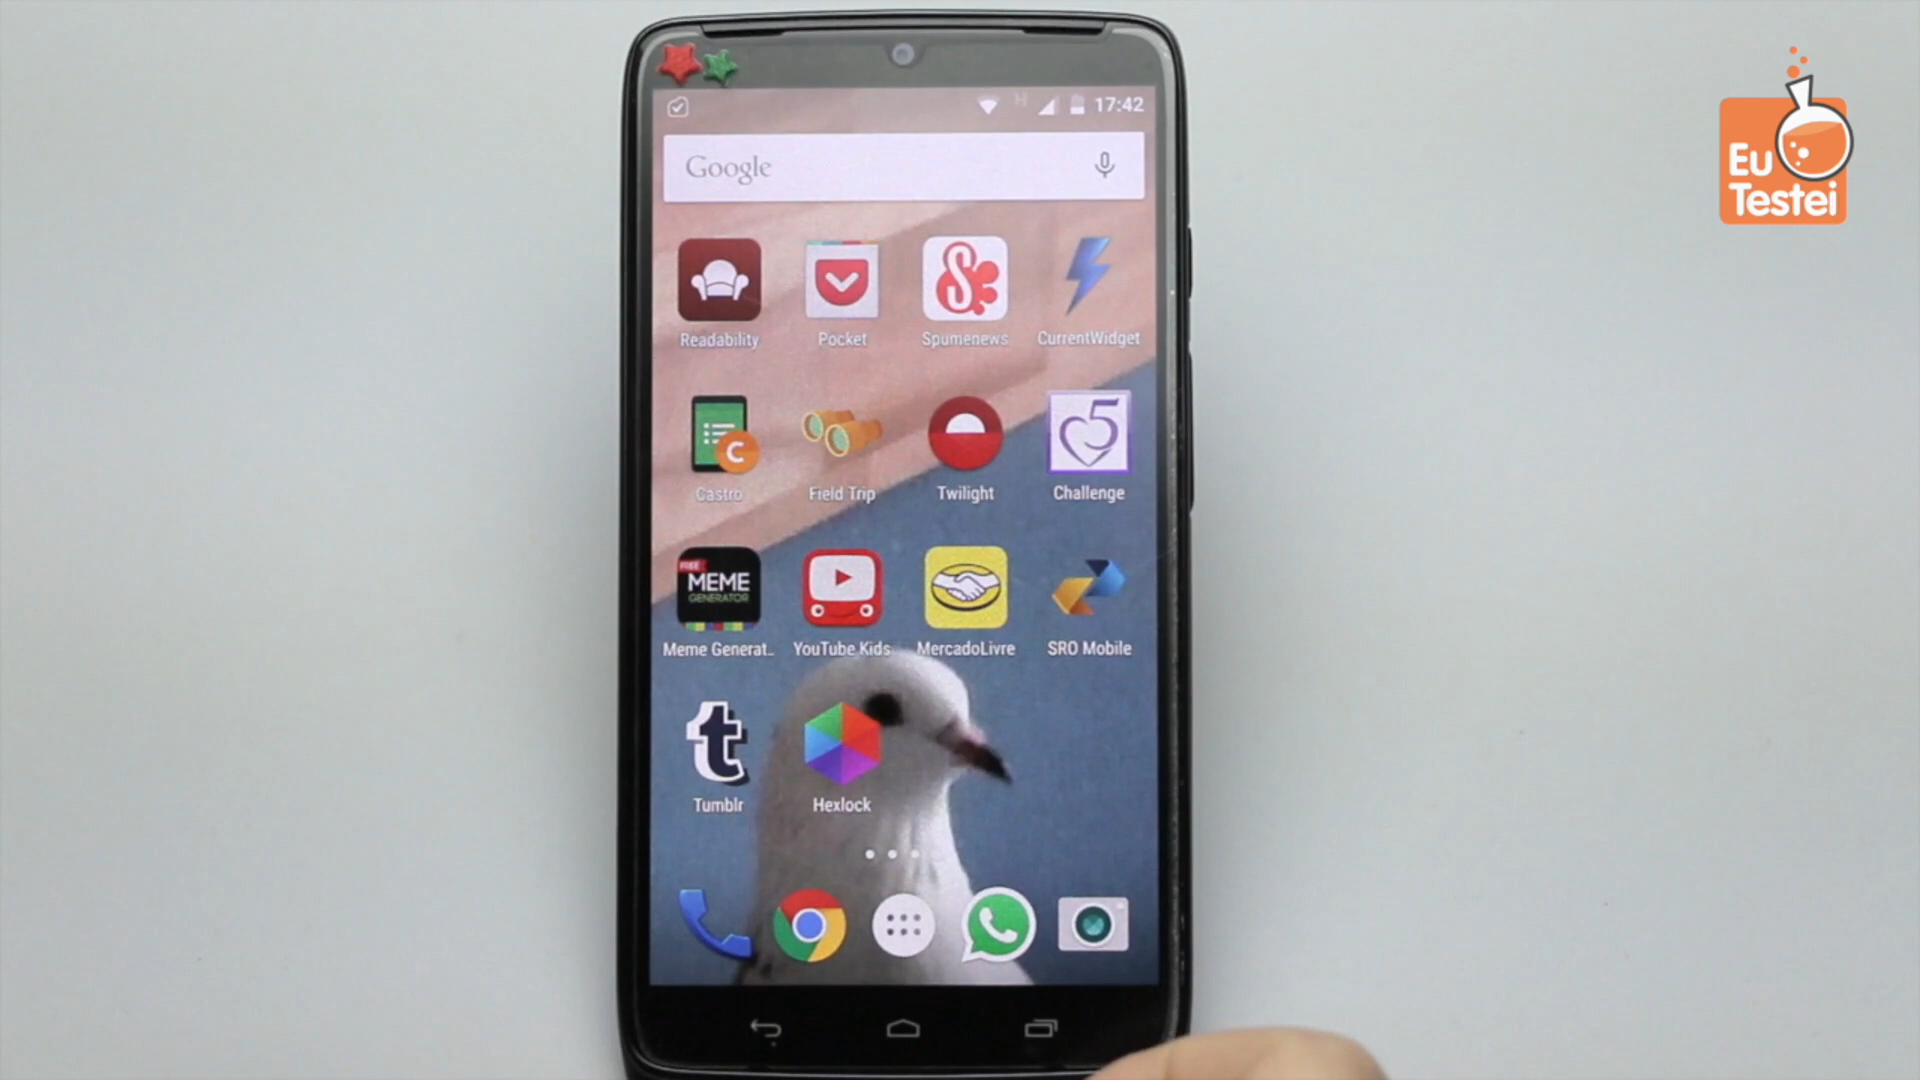 17:42
Google
Eu
Testei
Readability
Pocket
Spumenews
CurrentWidget
Castro
Field Trip
Twilight
Challenge
FREE
MEME
GENERATOR
Meme Generat..
YouTube Kids
MercadoLivre
SRO Mobile
Tumblr
Hexlock